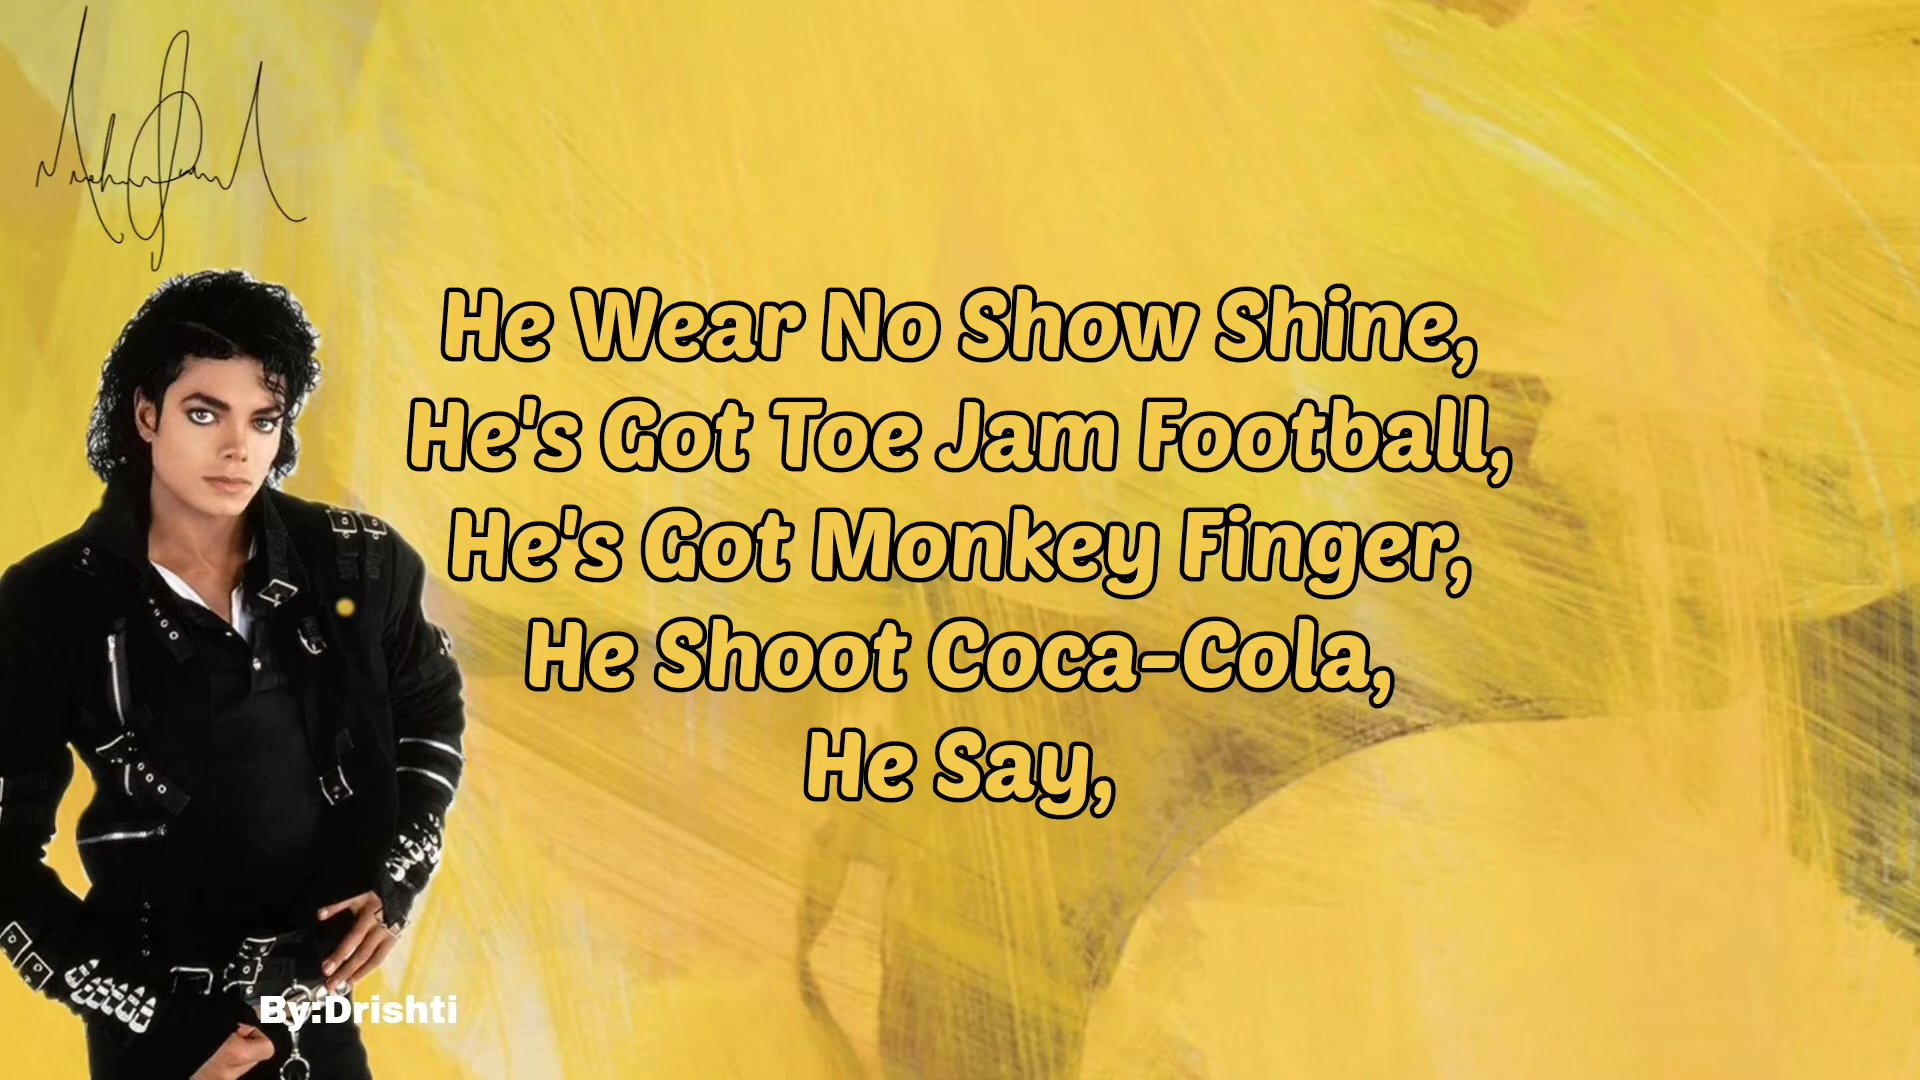 He Wear No Show Shine,
He's Got Toe Jam Football,
He's Got Monkey Finger,
He Shoot Coca-Cola,
He Say,
By:Drishti